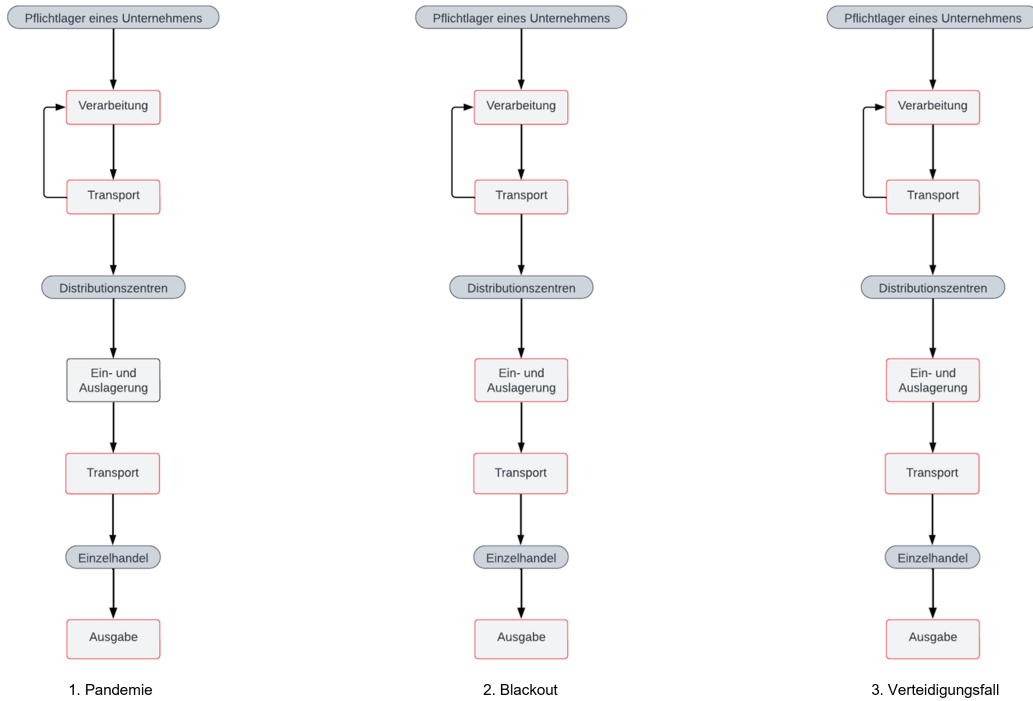 Pflichtlager eines Unternehmens
Verarbeitung
Transport
Distributionszentren
Ein- und
Auslagerung
Transport
Einzelhandel
Ausgabe
1. Pandemie
Pflichtlager eines Unternehmens
Verarbeitung
Transport
Distributionszentren
Ein- und
Auslagerung
Transport
Einzelhandel
Ausgabe
2. Blackout
Pflichtlager eines Unternehmens
Verarbeitung
Transport
Distributionszentren
Ein- und
Auslagerung
Transport
Einzelhandel
Ausgabe
3. Verteidigungsfall